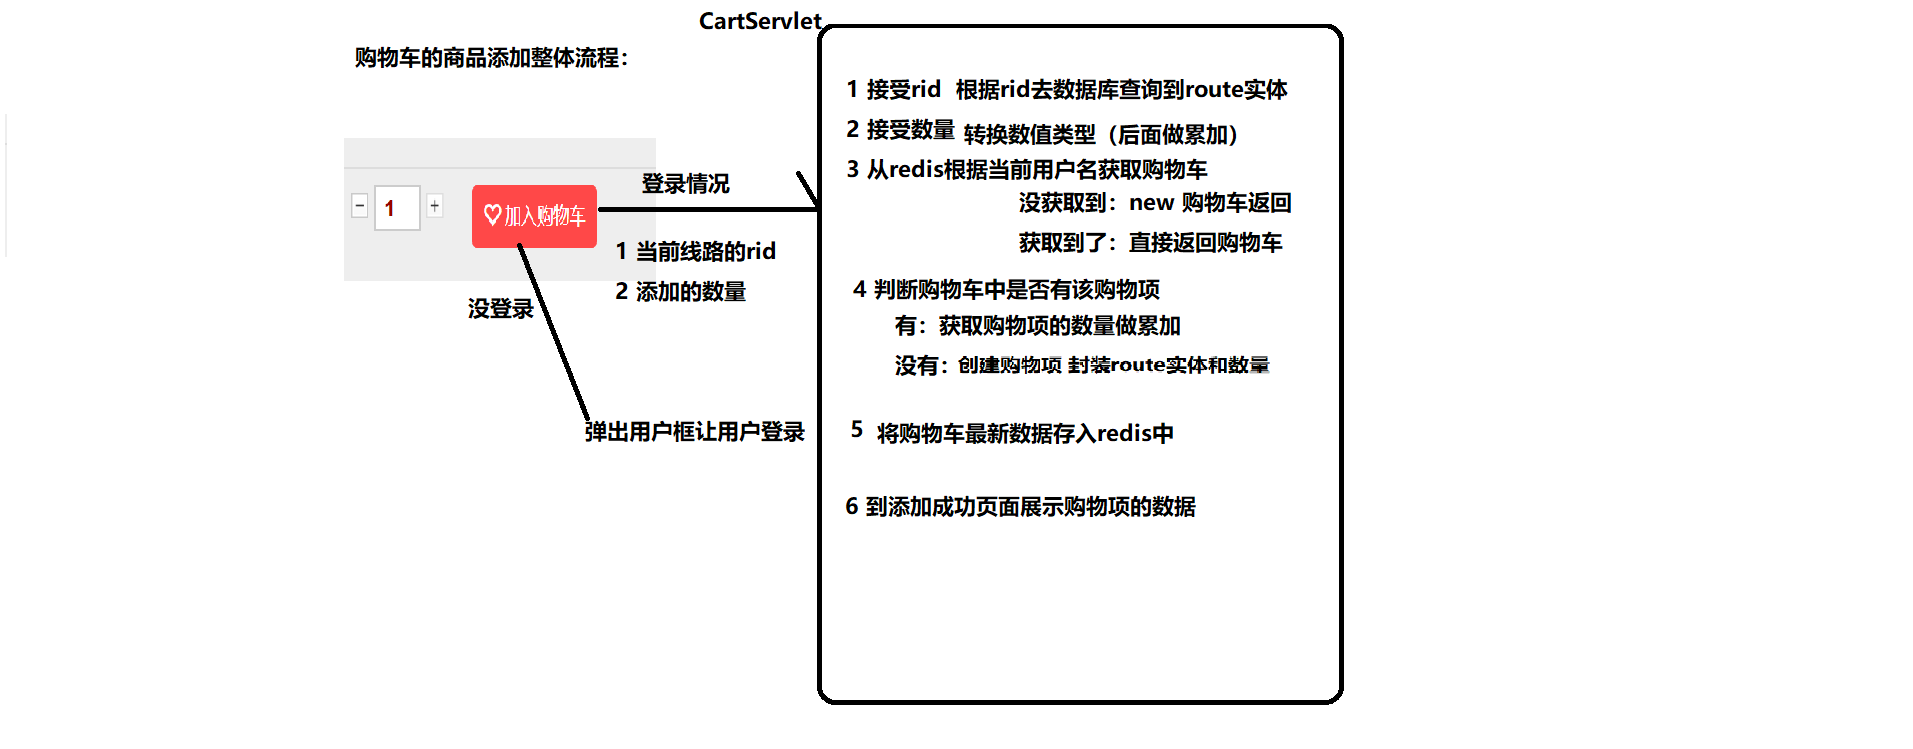 CartServlet
购物车的商品添加整体流程：
1 接受rid 根据rid去数据库查询到route实体
2 接受数量 转换数值类型（后面做累加）
3 从redis根据当前用户名获取购物车
没获取到：new 购物车返回
获取到了：直接返回购物车
4 判断购物车中是否有该购物项
有：获取购物项的数量做累加
没有：创建购物项 封装route实体和数量
5 将购物车最新数据存入redis中
6 到添加成功页面展示购物项的数据
- 1 + ♡加入购物车
登录情况
1 当前线路的rid
2 添加的数量
没登录
弹出用户框让用户登录